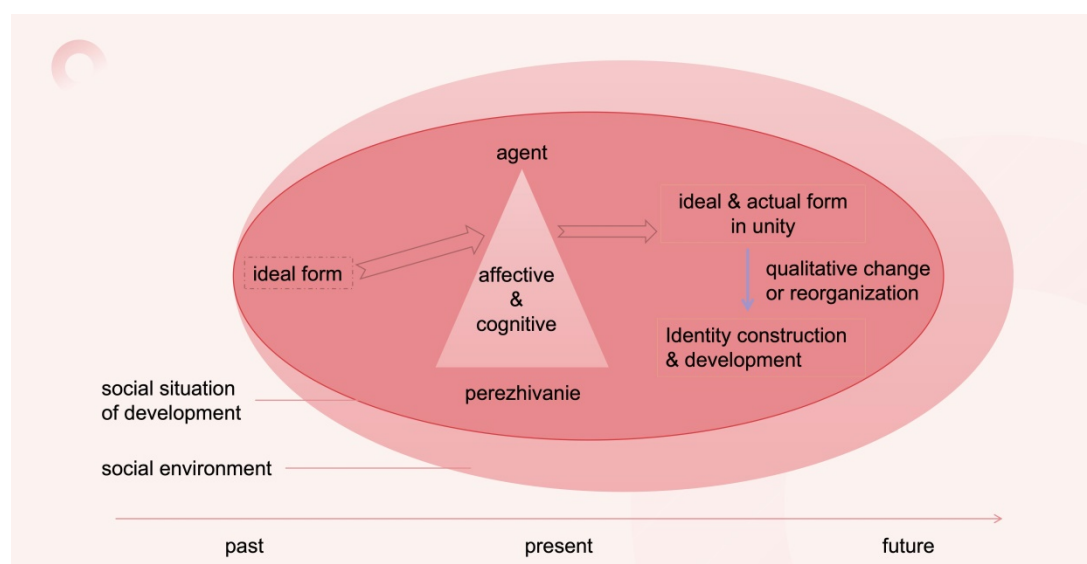 agent
ideal form
affective
&
cognitive
perezhivanie
ideal & actual form
in unity
qualitative change
or reorganization
Identity construction
& development
social situation
of development
social environment
past
present
future